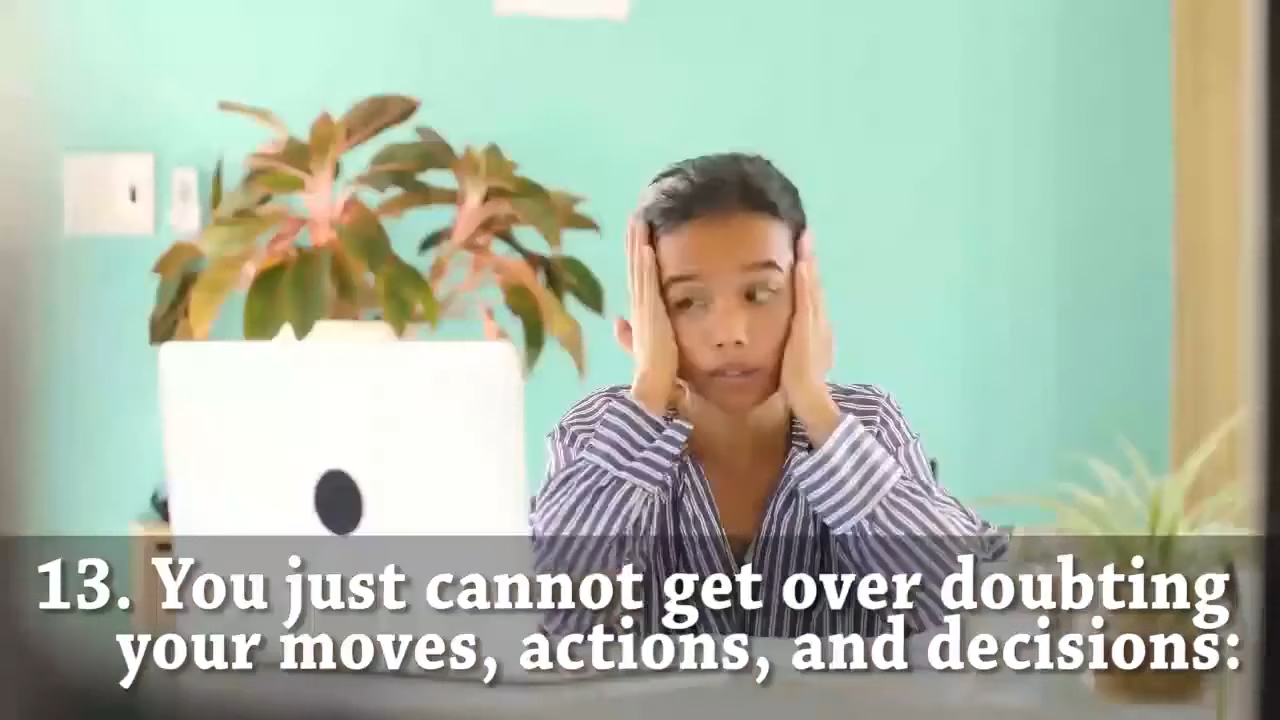 13. You just cannot get over doubting
your moves, actions, and decisions: